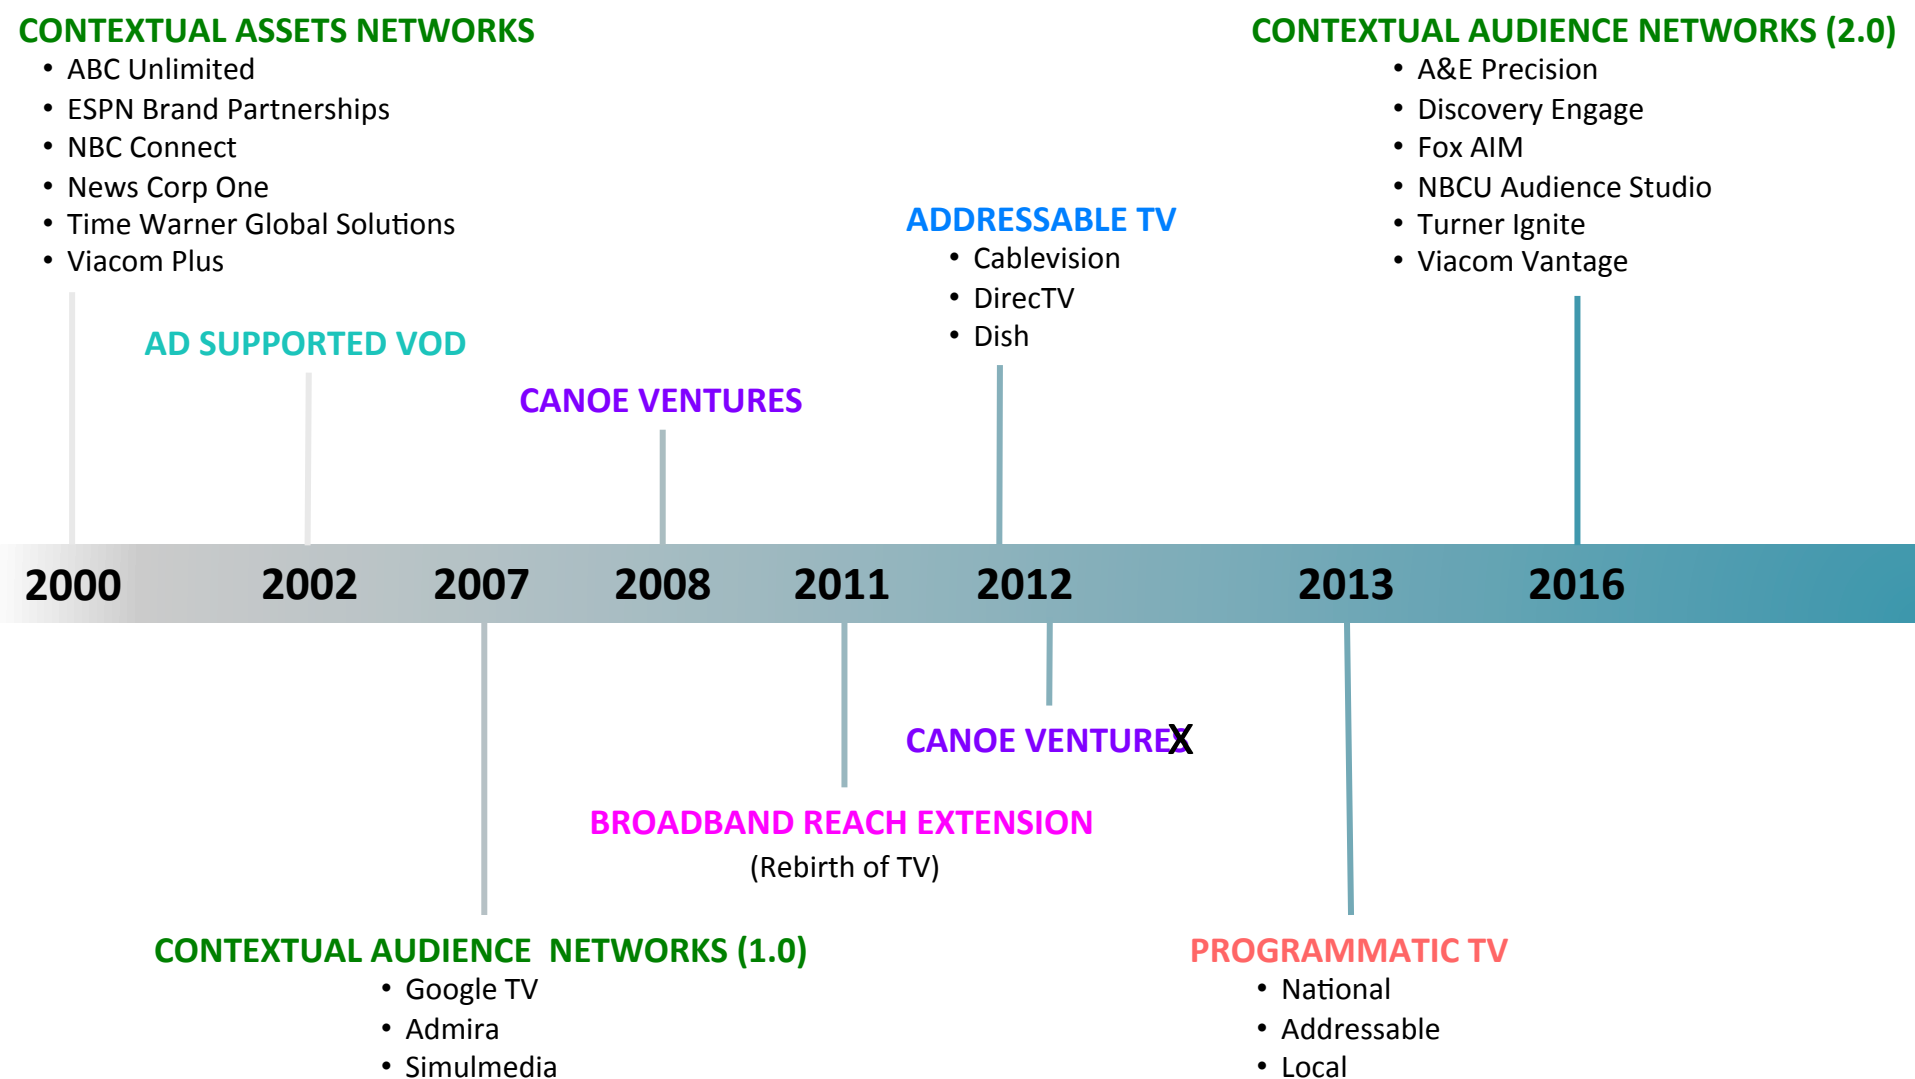 CONTEXTUAL ASSETS NETWORKS
• ABC Unlimited
• ESPN Brand Partnerships
• NBC Connect
• News Corp One
• Time Warner Global Solutions
• Viacom Plus
CONTEXTUAL AUDIENCE NETWORKS (2.0)
• A&E Precision
• Discovery Engage
• Fox AIM
• NBCU Audience Studio
• Turner Ignite
• Viacom Vantage
ADDRESSABLE TV
• Cablevision
• DirecTV
• Dish
AD SUPPORTED VOD
CANOE VENTURES
2000 2002 2007 2008 2011 2012 2013 2016
CANOE VENTURES
X
BROADBAND REACH EXTENSION
(Rebirth of TV)
CONTEXTUAL AUDIENCE NETWORKS (1.0)
• Google TV
• Admira
• Simulmedia
PROGRAMMATIC TV
• National
• Addressable
• Local